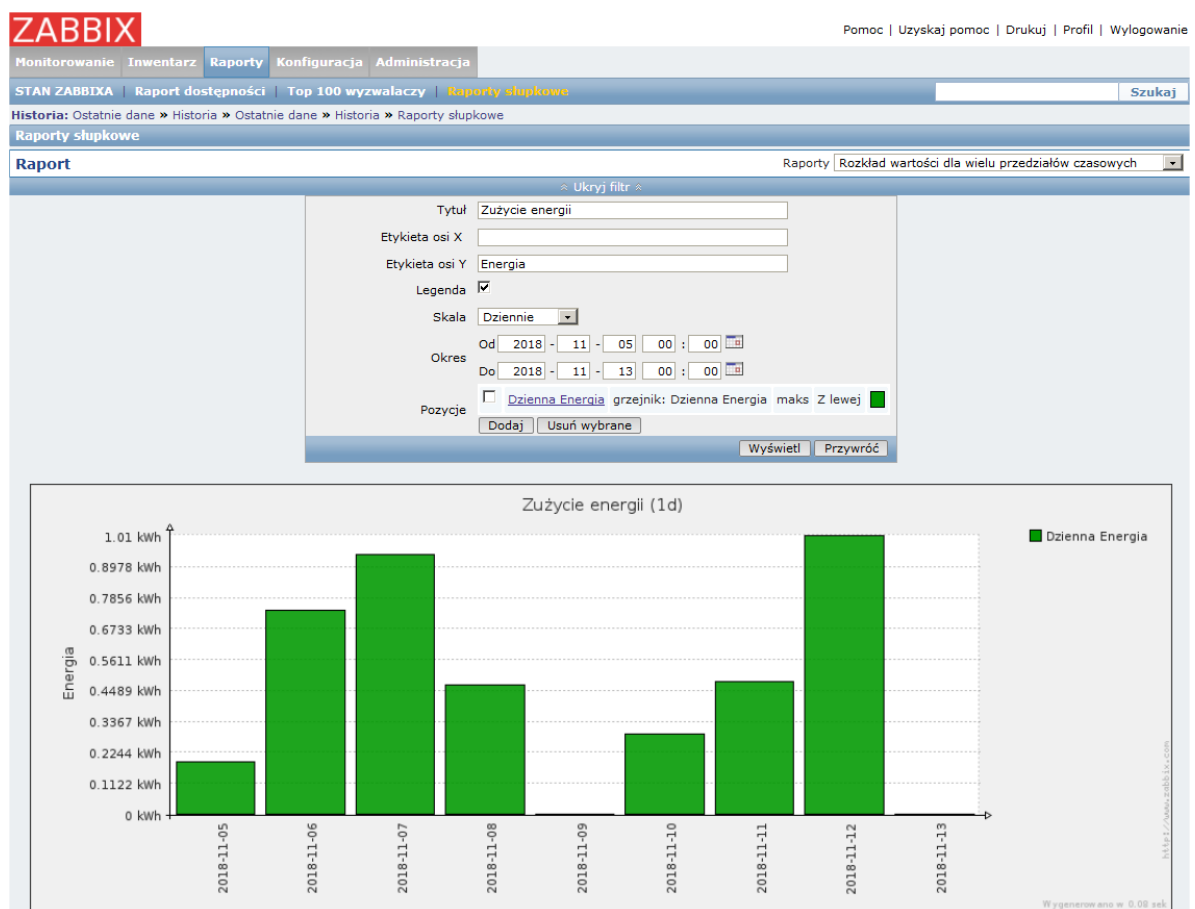 ZABBIX
Pomoc | Uzyskaj pomoc | Drukuj | Profil | Wylogowanie
Monitorowanie Inwentarz Raporty Konfiguracja Administracja
STAN ZABBIXA | Raport dostępności | Top 100 wyzwalaczy | Raporty słupkowe Szukaj
Historia: Ostatnie dane » Historia » Ostatnie dane » Historia » Raporty słupkowe
Raporty słupkowe
Raport Raporty Rozkład wartości dla wielu przedziałów czasowych
« Ukryj filtr «
Tytuł Zużycie energii
Etykieta osi X
Etykieta osi Y Energia
Legenda
Skala Dziennie
Okres
Od 2018 - 11 - 05 00 : 00
Do 2018 - 11 - 13 00 : 00
Pozycje
Dzienna Energia grzejnik: Dzienna Energia maks Z lewej
Dodaj Usuń wybrane
Wyświetl Przywróć
Zużycie energii (1d)
1.01 kWh
0.8978 kWh
0.7856 kWh
0.6733 kWh
0.5611 kWh
0.4489 kWh
0.3367 kWh
0.2244 kWh
0.1122 kWh
0 kWh
Energia
Dzienna Energia
2018-11-05
2018-11-06
2018-11-07
2018-11-08
2018-11-09
2018-11-10
2018-11-11
2018-11-12
2018-11-13
http://www.zabbix.com
Wygenerowano w 0.08 sek